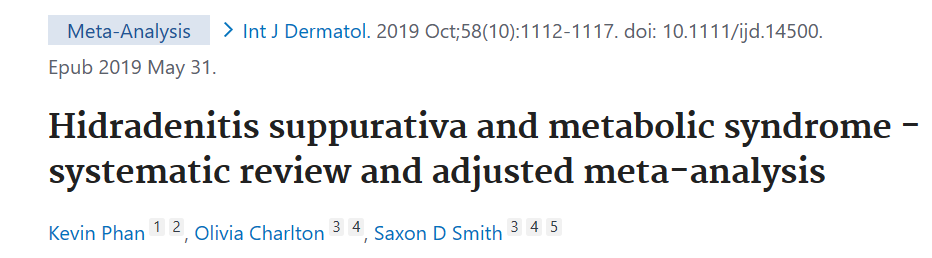 Meta-Analysis > Int J Dermatol. 2019 Oct;58(10):1112-1117. doi: 10.1111/ijd.14500.
Epub 2019 May 31.
Hidradenitis suppurativa and metabolic syndrome -
systematic review and adjusted meta-analysis
Kevin Phan 1 2, Olivia Charlton 3 4, Saxon D Smith 3 4 5